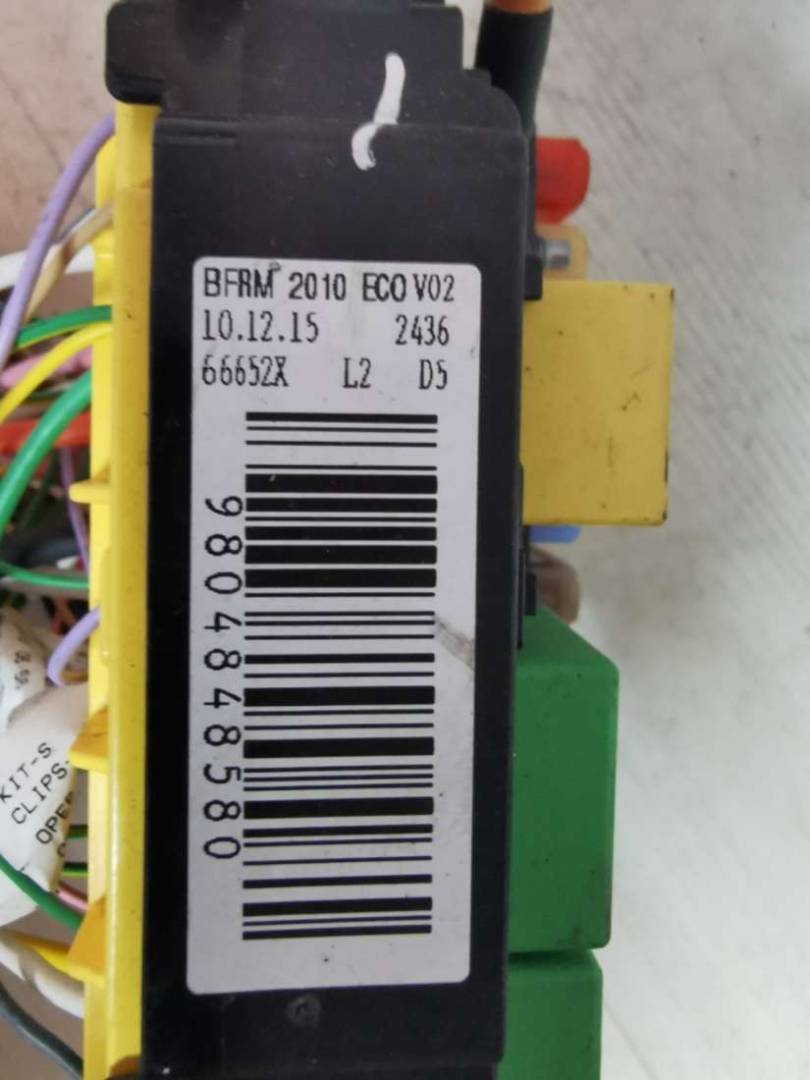 BFRM 2010 ECO V02
10.12.15 2436
66652X L2 D5
9804848580
KIT-S
CLIPS